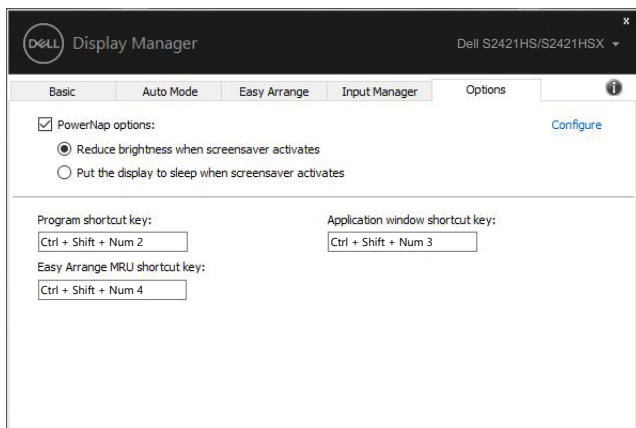 x
DELL Display Manager Dell S2421HS/S2421HSX
Basic Auto Mode Easy Arrange Input Manager Options i
PowerNap options: Configure
Reduce brightness when screensaver activates
Put the display to sleep when screensaver activates
Program shortcut key: Application window shortcut key:
Ctrl + Shift + Num 2 Ctrl + Shift + Num 3
Easy Arrange MRU shortcut key:
Ctrl + Shift + Num 4